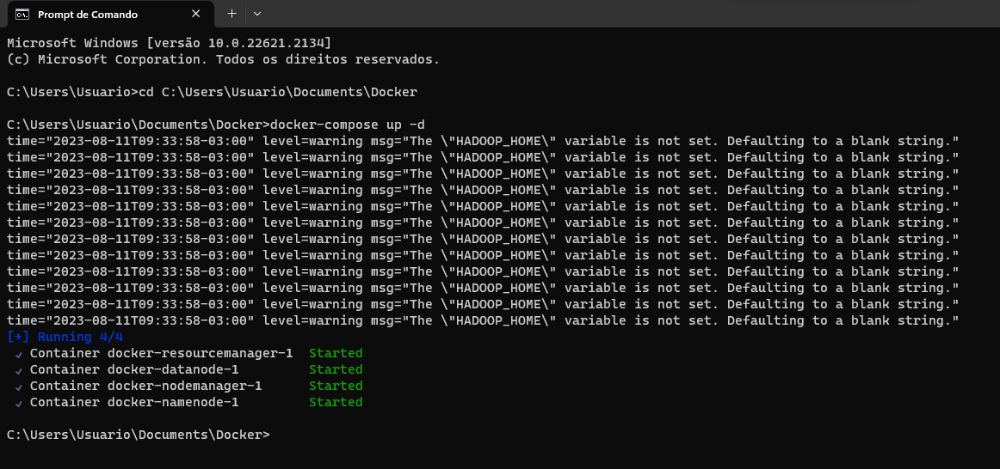 Prompt de Comando
Microsoft Windows [versão 10.0.22621.2134]
(c) Microsoft Corporation. Todos os direitos reservados.
C:\Users\Usuario>cd C:\Users\Usuario\Documents\Docker
C:\Users\Usuario\Documents\Docker>docker-compose up -d
time="2023-08-11T09:33:58-03:00" level=warning msg="The \"HADOOP_HOME\" variable is not set. Defaulting to a blank string."
time="2023-08-11T09:33:58-03:00" level=warning msg="The \"HADOOP_HOME\" variable is not set. Defaulting to a blank string."
time="2023-08-11T09:33:58-03:00" level=warning msg="The \"HADOOP_HOME\" variable is not set. Defaulting to a blank string."
time="2023-08-11T09:33:58-03:00" level=warning msg="The \"HADOOP_HOME\" variable is not set. Defaulting to a blank string."
time="2023-08-11T09:33:58-03:00" level=warning msg="The \"HADOOP_HOME\" variable is not set. Defaulting to a blank string."
time="2023-08-11T09:33:58-03:00" level=warning msg="The \"HADOOP_HOME\" variable is not set. Defaulting to a blank string."
time="2023-08-11T09:33:58-03:00" level=warning msg="The \"HADOOP_HOME\" variable is not set. Defaulting to a blank string."
time="2023-08-11T09:33:58-03:00" level=warning msg="The \"HADOOP_HOME\" variable is not set. Defaulting to a blank string."
time="2023-08-11T09:33:58-03:00" level=warning msg="The \"HADOOP_HOME\" variable is not set. Defaulting to a blank string."
time="2023-08-11T09:33:58-03:00" level=warning msg="The \"HADOOP_HOME\" variable is not set. Defaulting to a blank string."
time="2023-08-11T09:33:58-03:00" level=warning msg="The \"HADOOP_HOME\" variable is not set. Defaulting to a blank string."
time="2023-08-11T09:33:58-03:00" level=warning msg="The \"HADOOP_HOME\" variable is not set. Defaulting to a blank string."
[+] Running 4/4
✔ Container docker-resourcemanager-1 Started
✔ Container docker-datanode-1 Started
✔ Container docker-nodemanager-1 Started
✔ Container docker-namenode-1 Started
C:\Users\Usuario\Documents\Docker>